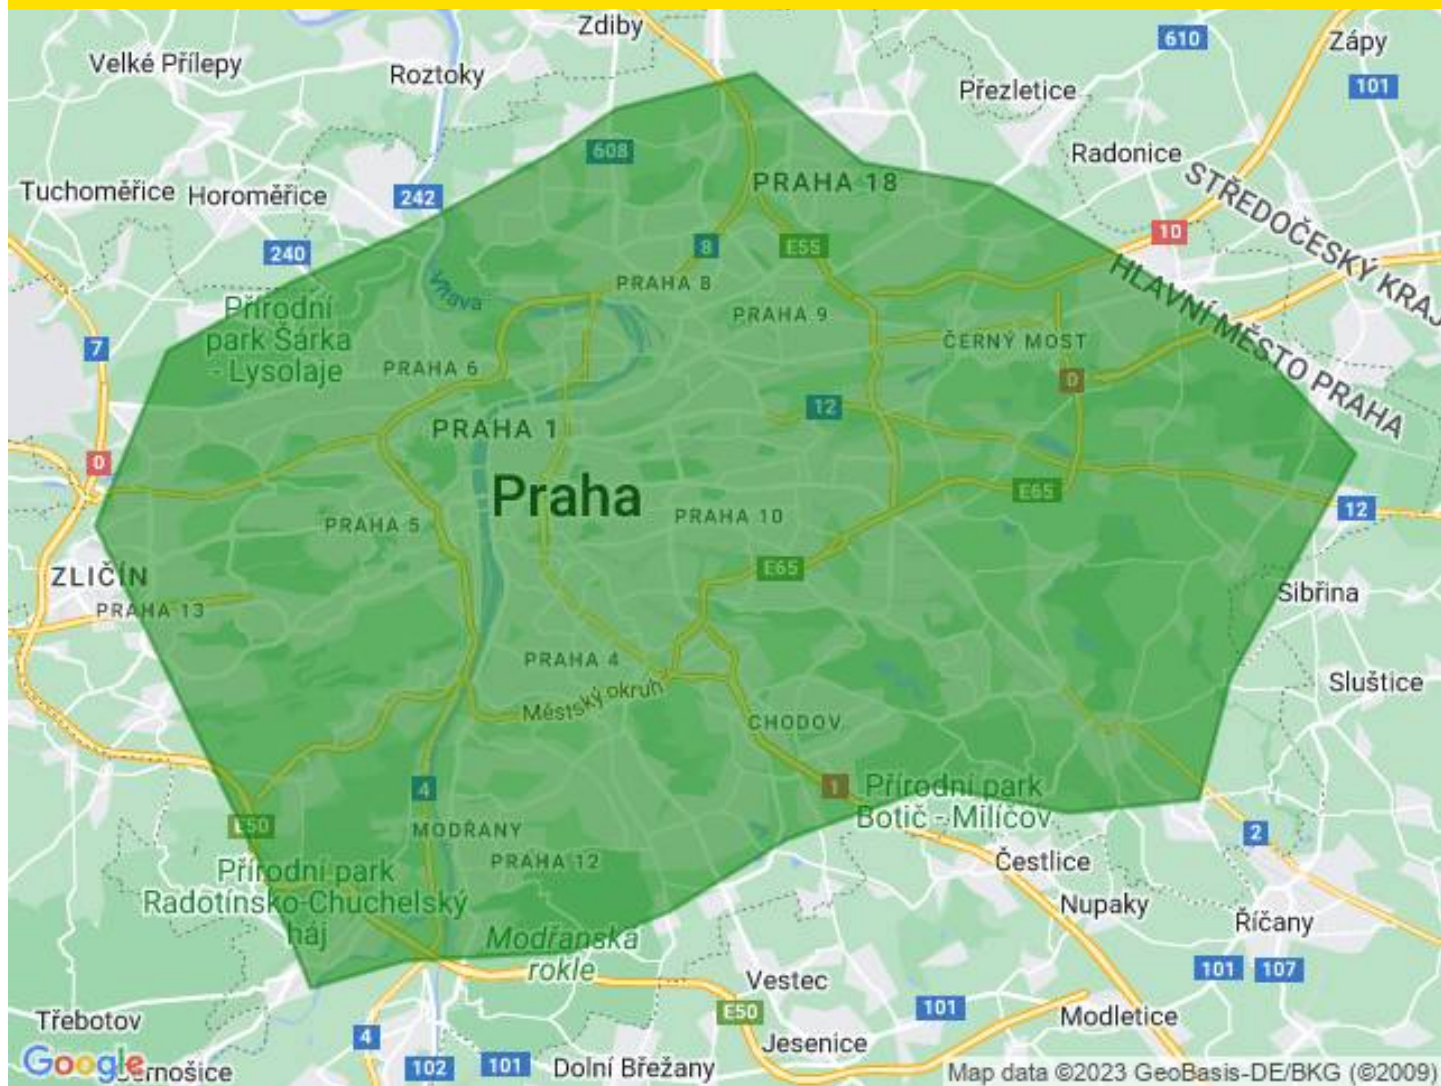 Zdiby
610
Zápy
Velké Přílepy
Roztoky
101
Přezletice
608
Radonice
Tuchoměřice
Horoměřice
242
PRAHA 18
STŘEDOČESKÝ KRAJ
10
240
8
E55
HLAVNÍ MĚSTO PRAHA
PRAHA 8
Vltava
Přírodní
park Šárka
- Lysolaje
PRAHA 9
7
ČERNÝ MOST
PRAHA 6
0
12
PRAHA 1
0
Praha
E65
12
PRAHA 5
PRAHA 10
E65
ZLIČÍN
PRAHA 13
Sibřina
PRAHA 4
Městský okruh
Sluštice
CHODOV
4
1
Přírodní park
Botič - Milíčov
E50
MODŘANY
2
PRAHA 12
Čestlice
Přírodní park
Radotínsko-Chuchelský
háj
Nupaky
Říčany
Modřanska
rokle
Vestec
101
107
E50
101
Třebotov
4
Modletice
Jesenice
Google
102
101
Dolní Břežany
Map data ©2023 GeoBasis-DE/BKG (©2009)